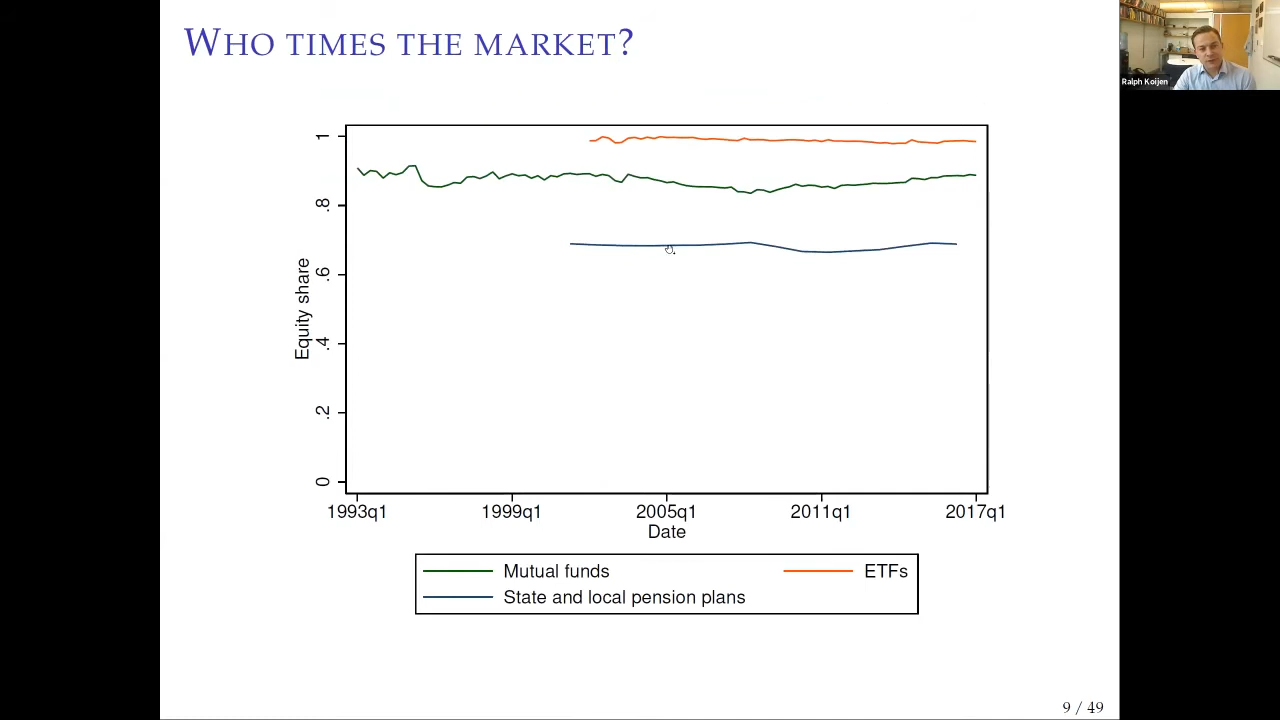 WHO TIMES THE MARKET?
Ralph Koijen
1
.8
.6
.4
.2
0
Equity share
1993q1 1999q1 2005q1 2011q1 2017q1
Date
Mutual funds ETFs
State and local pension plans
9 / 49